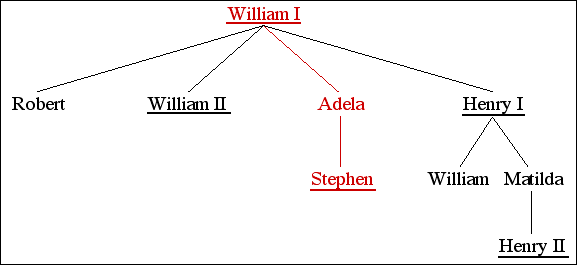 William I
Robert William II Adela Henry I
Stephen William Matilda
Henry II